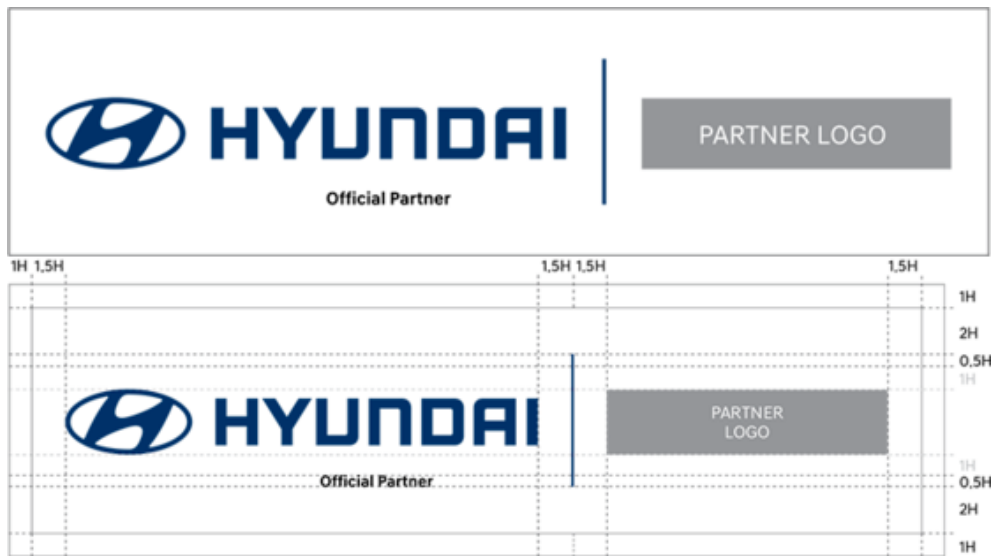 HYUNDAI
PARTNER LOGO
Official Partner
1H 1,5H 1,5H 1,5H 1,5H
1H
2H
0,5H
1H
HYUNDAI
PARTNER
LOGO
1H
Official Partner
0,5H
2H
1H